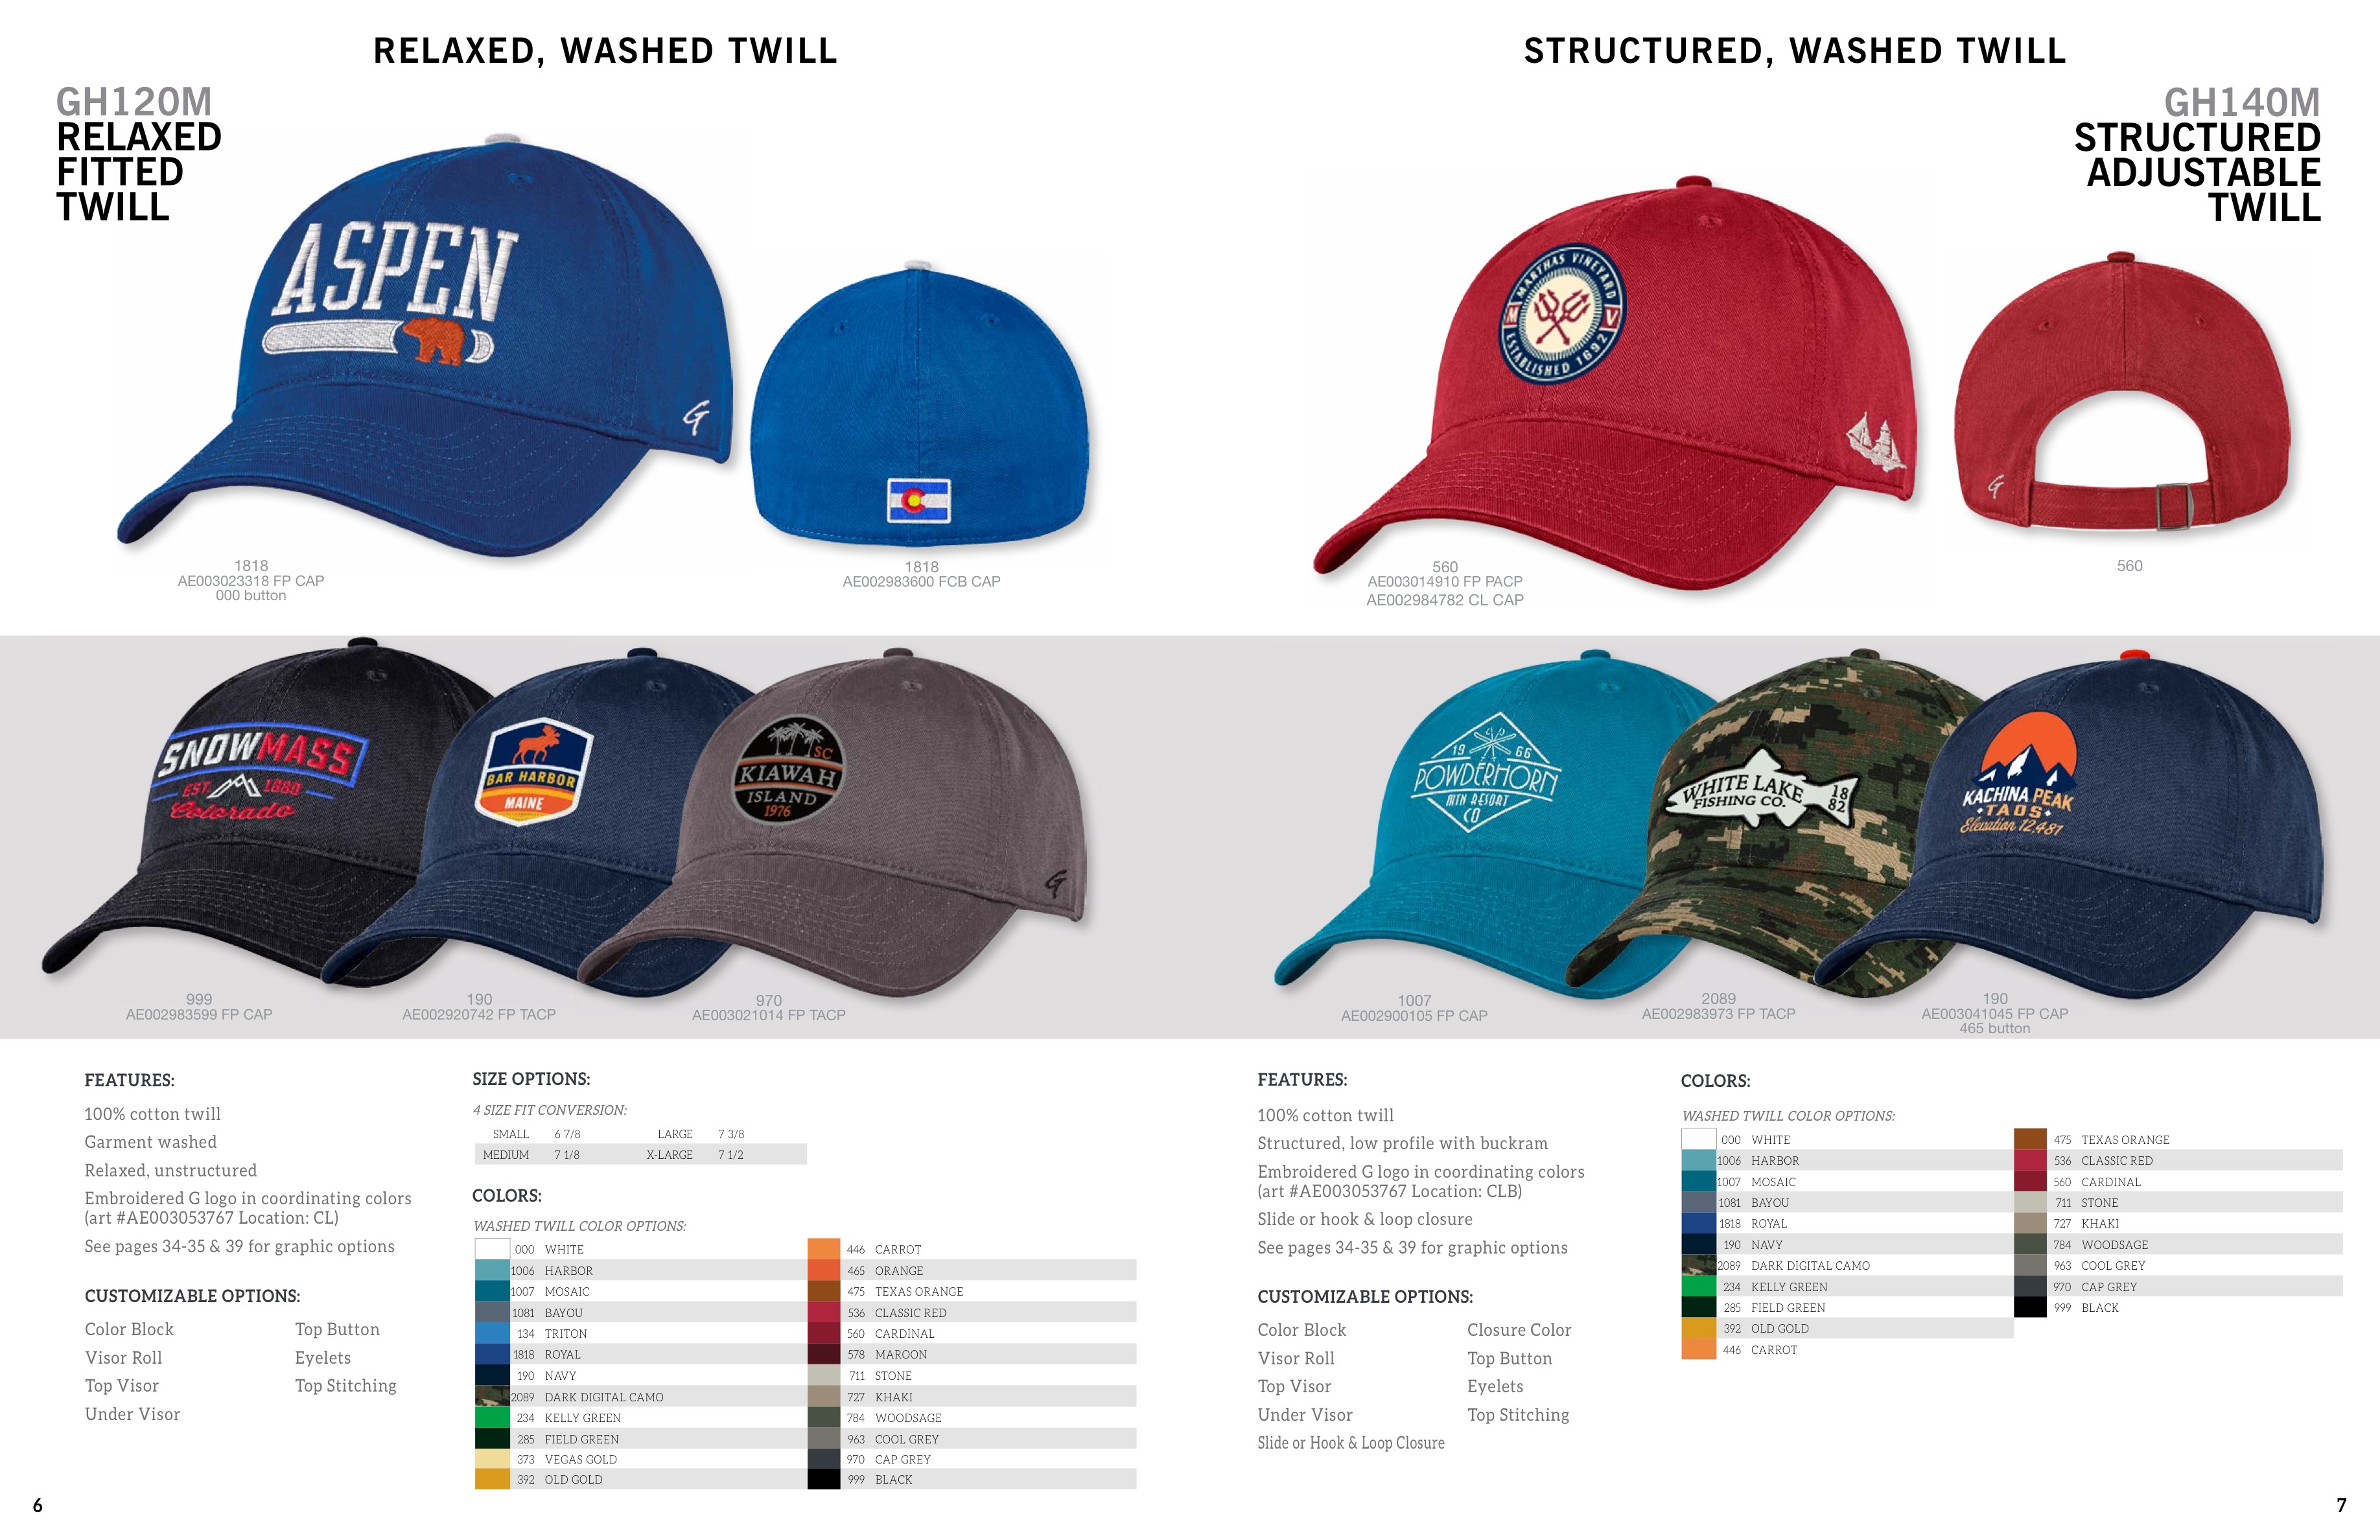 RELAXED, WASHED TWILL
GH120M
RELAXED
FITTED
TWILL
ASPEN
G
C
1818
AE003023318 FP CAP
000 button
1818
AE002983600 FCB CAP
SNOWMASS
EST. 1880
Colorado
BAR HARBOR
MAINE
SC
KIAWAH
ISLAND
1976
G
999
AE002983599 FP CAP
190
AE002920742 FP TACP
970
AE003021014 FP TACP
FEATURES:
100% cotton twill
Garment washed
Relaxed, unstructured
Embroidered G logo in coordinating colors
(art #AE003053767 Location: CL)
See pages 34-35 & 39 for graphic options
CUSTOMIZABLE OPTIONS:
Color Block
Visor Roll
Top Visor
Under Visor
Top Button
Eyelets
Top Stitching
SIZE OPTIONS:
4 SIZE FIT CONVERSION:
SMALL 6 7/8 LARGE 7 3/8
MEDIUM 7 1/8 X-LARGE 7 1/2
COLORS:
WASHED TWILL COLOR OPTIONS:
000 WHITE
1006 HARBOR
1007 MOSAIC
1081 BAYOU
134 TRITON
1818 ROYAL
190 NAVY
2089 DARK DIGITAL CAMO
234 KELLY GREEN
285 FIELD GREEN
373 VEGAS GOLD
392 OLD GOLD
446 CARROT
465 ORANGE
475 TEXAS ORANGE
536 CLASSIC RED
560 CARDINAL
578 MAROON
711 STONE
727 KHAKI
784 WOODSAGE
963 COOL GREY
970 CAP GREY
999 BLACK
6
STRUCTURED, WASHED TWILL
GH140M
STRUCTURED
ADJUSTABLE
TWILL
MARTHAS VINEYARD
M V
ESTABLISHED 1692
G
560
AE003014910 FP PACP
AE002984782 CL CAP
560
19 66
POWDERHORN
MTN RESORT
CO
WHITE LAKE
FISHING CO.
18
82
KACHINA PEAK
TAOS
Elevation 12,481
1007
AE002900105 FP CAP
2089
AE002983973 FP TACP
190
AE003041045 FP CAP
465 button
FEATURES:
100% cotton twill
Structured, low profile with buckram
Embroidered G logo in coordinating colors
(art #AE003053767 Location: CLB)
Slide or hook & loop closure
See pages 34-35 & 39 for graphic options
CUSTOMIZABLE OPTIONS:
Color Block
Visor Roll
Top Visor
Under Visor
Slide or Hook & Loop Closure
Closure Color
Top Button
Eyelets
Top Stitching
COLORS:
WASHED TWILL COLOR OPTIONS:
000 WHITE
1006 HARBOR
1007 MOSAIC
1081 BAYOU
1818 ROYAL
190 NAVY
2089 DARK DIGITAL CAMO
234 KELLY GREEN
285 FIELD GREEN
392 OLD GOLD
446 CARROT
475 TEXAS ORANGE
536 CLASSIC RED
560 CARDINAL
711 STONE
727 KHAKI
784 WOODSAGE
963 COOL GREY
970 CAP GREY
999 BLACK
7